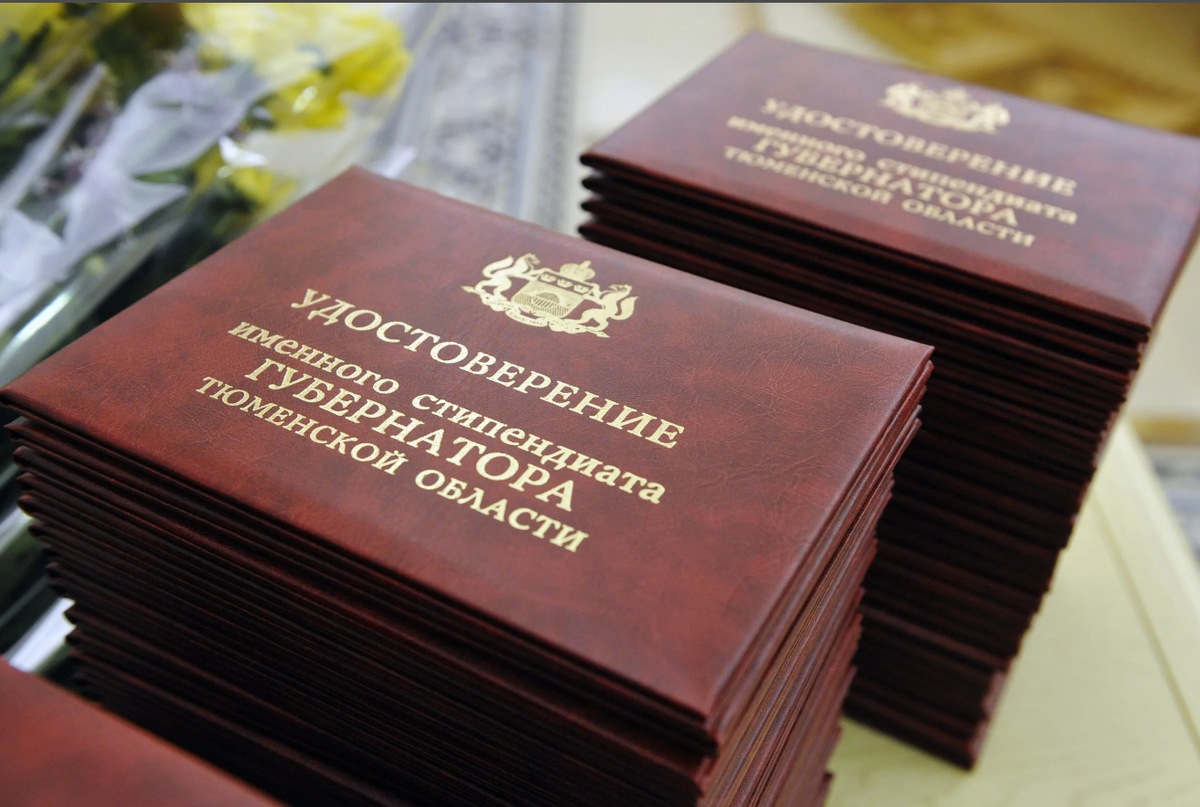 УДОСТОВЕРЕНИЕ
именного стипендиата
ГУБЕРНАТОРА
ТЮМЕНСКОЙ ОБЛАСТИ
УДОСТОВЕРЕНИЕ
именного стипендиата
ГУБЕРНАТОРА
ТЮМЕНСКОЙ ОБЛАСТИ